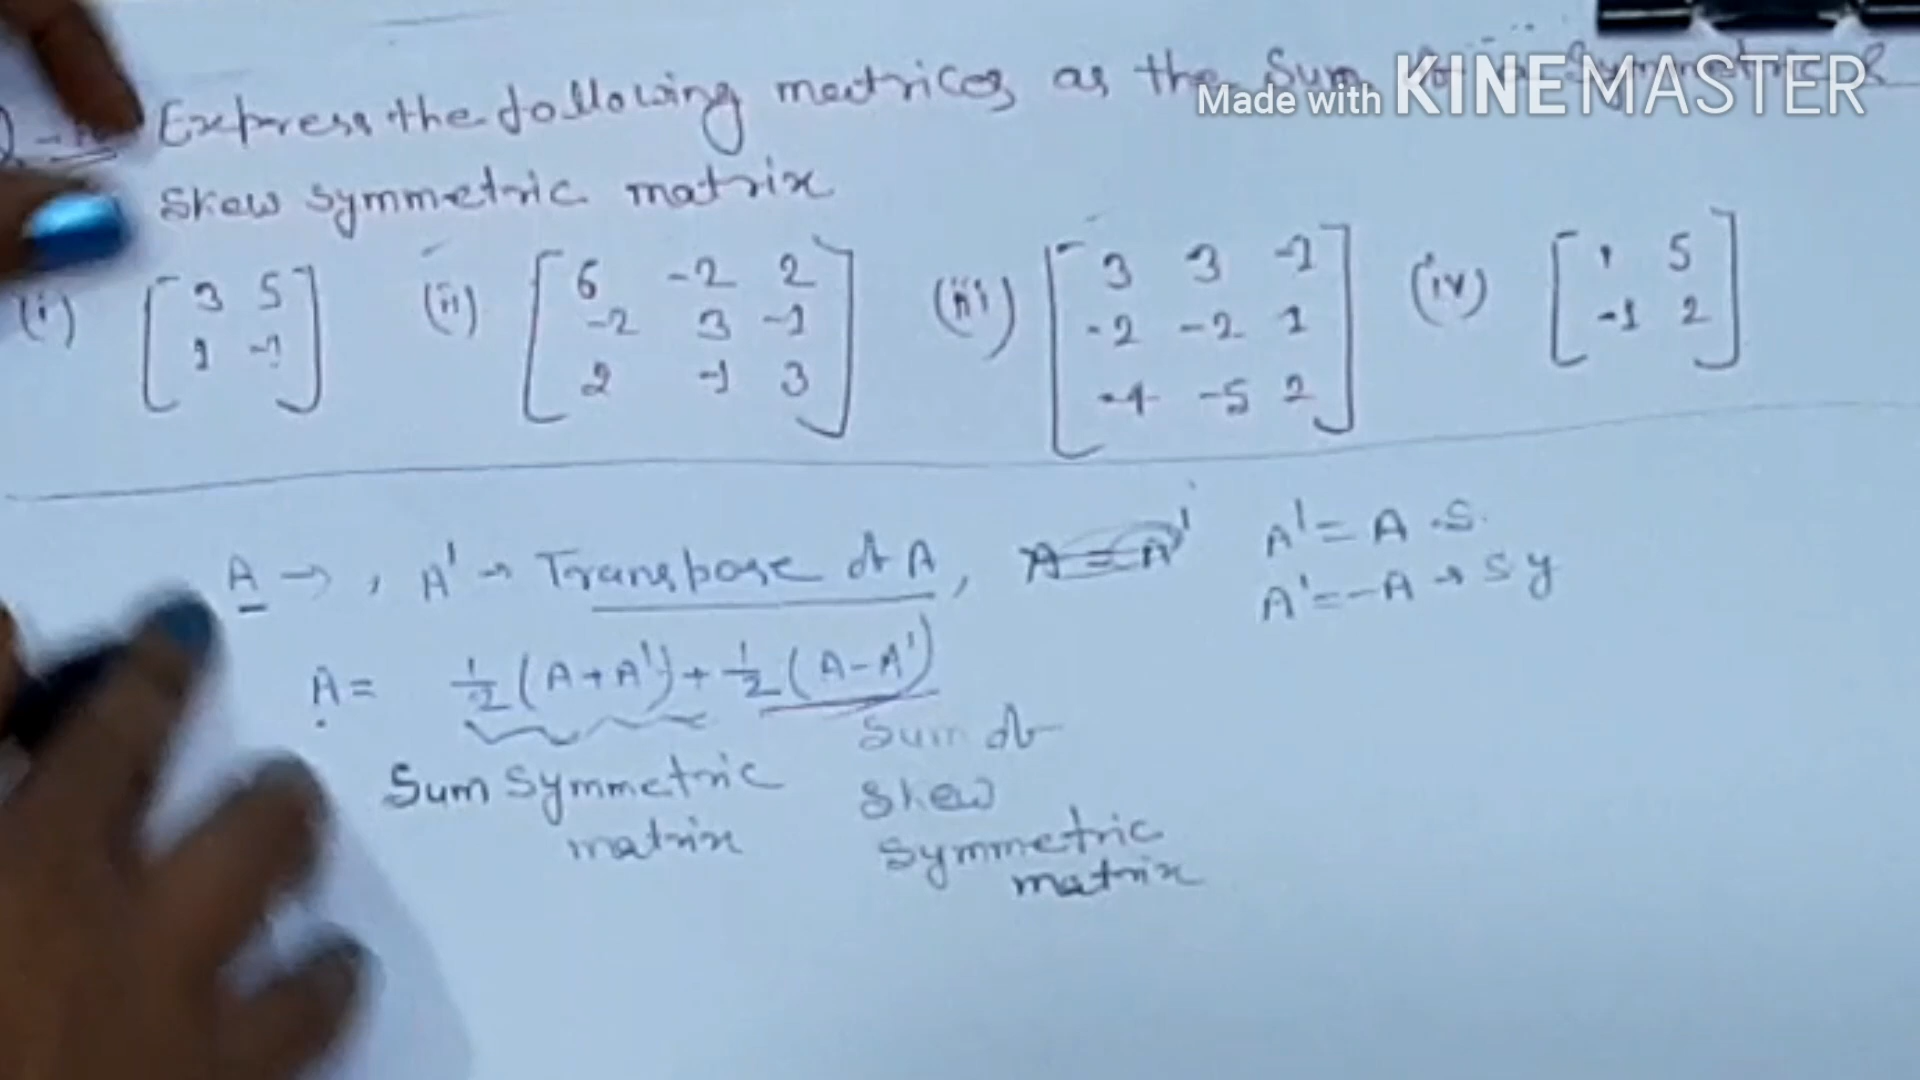 Express the following matrices as the Sum of a Symmetric &
Made with KINEMASTER
Skew symmetric matrix
(i) [3 5
1 -1]
(ii) [6 -2 2
-2 3 -1
2 -1 3]
(iii) [3 3 -1
-2 -2 1
-4 -5 2]
(iv) [1 5
-1 2]
A → , A' → Transpose of A, A = A'
A' = A .S.
A' = -A → Sy
A = 1/2 (A+A') + 1/2 (A-A')
Sum Symmetric
matrix
Sum of
Skew
Symmetric
matrix